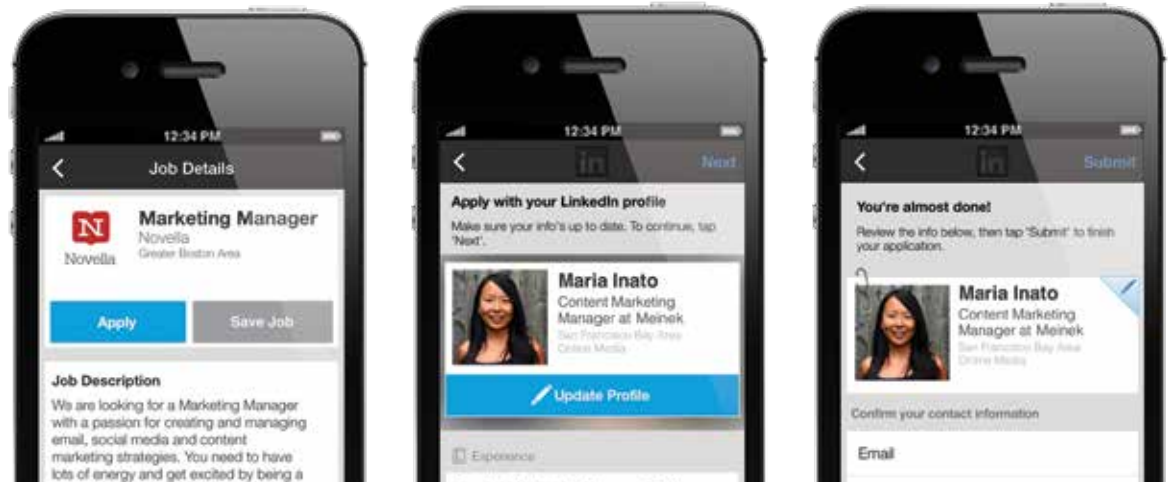 12:34 PM
Job Details
N
Novella
Marketing Manager
Novella
Greater Boston Area
Apply
Save Job
Job Description
We are looking for a Marketing Manager
with a passion for creating and managing
email, social media and content
marketing strategies. You need to have
lots of energy and get excited by being a
12:34 PM
in
Next
Apply with your LinkedIn profile
Make sure your info's up to date. To continue, tap
'Next'.
Maria Inato
Content Marketing
Manager at Meinek
San Francisco Bay Area
Online Media
Update Profile
Experience
12:34 PM
in
Submit
You're almost done!
Review the info below, then tap 'Submit' to finish
your application.
Maria Inato
Content Marketing
Manager at Meinek
San Francisco Bay Area
Online Media
Confirm your contact information
Email